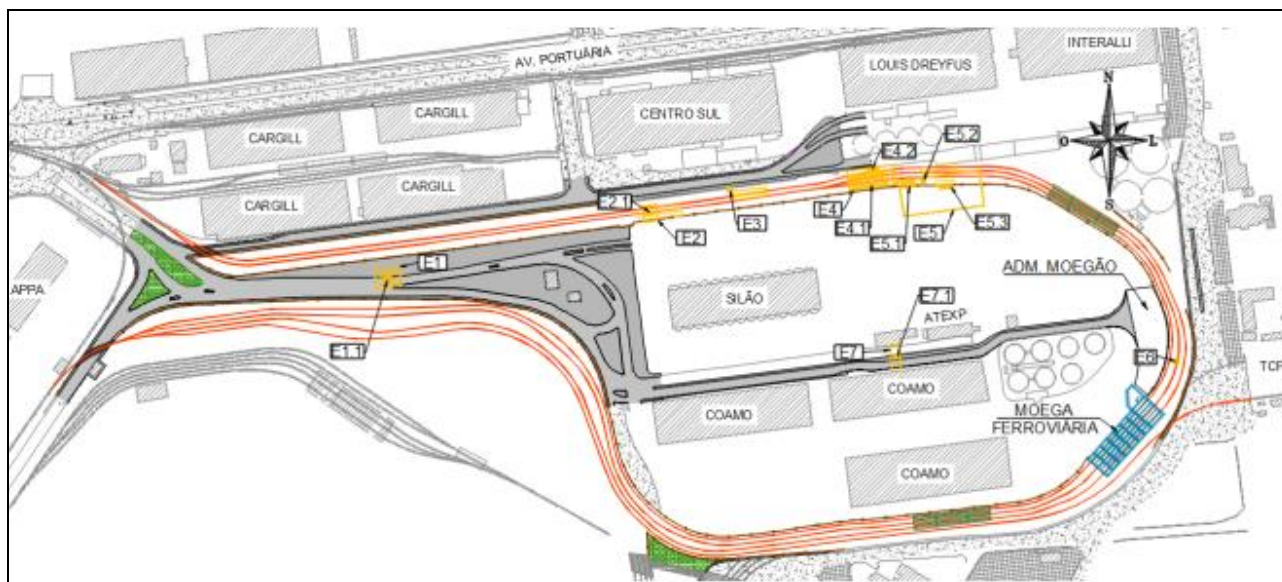 INTERALLI
AV. PORTUÁRIA
LOUIS DREYFUS
CARGILL
CENTRO SUL
CARGILL
N
O
L
S
CARGILL
E4.2
E5.2
CARGILL
E2.1
E3
E4
E2
E4.1
E5
E5.3
E5.1
E1
ADM. MOEGÃO
APPA
SILÃO
E7.1
ATEXP
E1.1
E7
E6
TCP
COAMO
COAMO
MOEGA
FERROVIÁRIA
COAMO